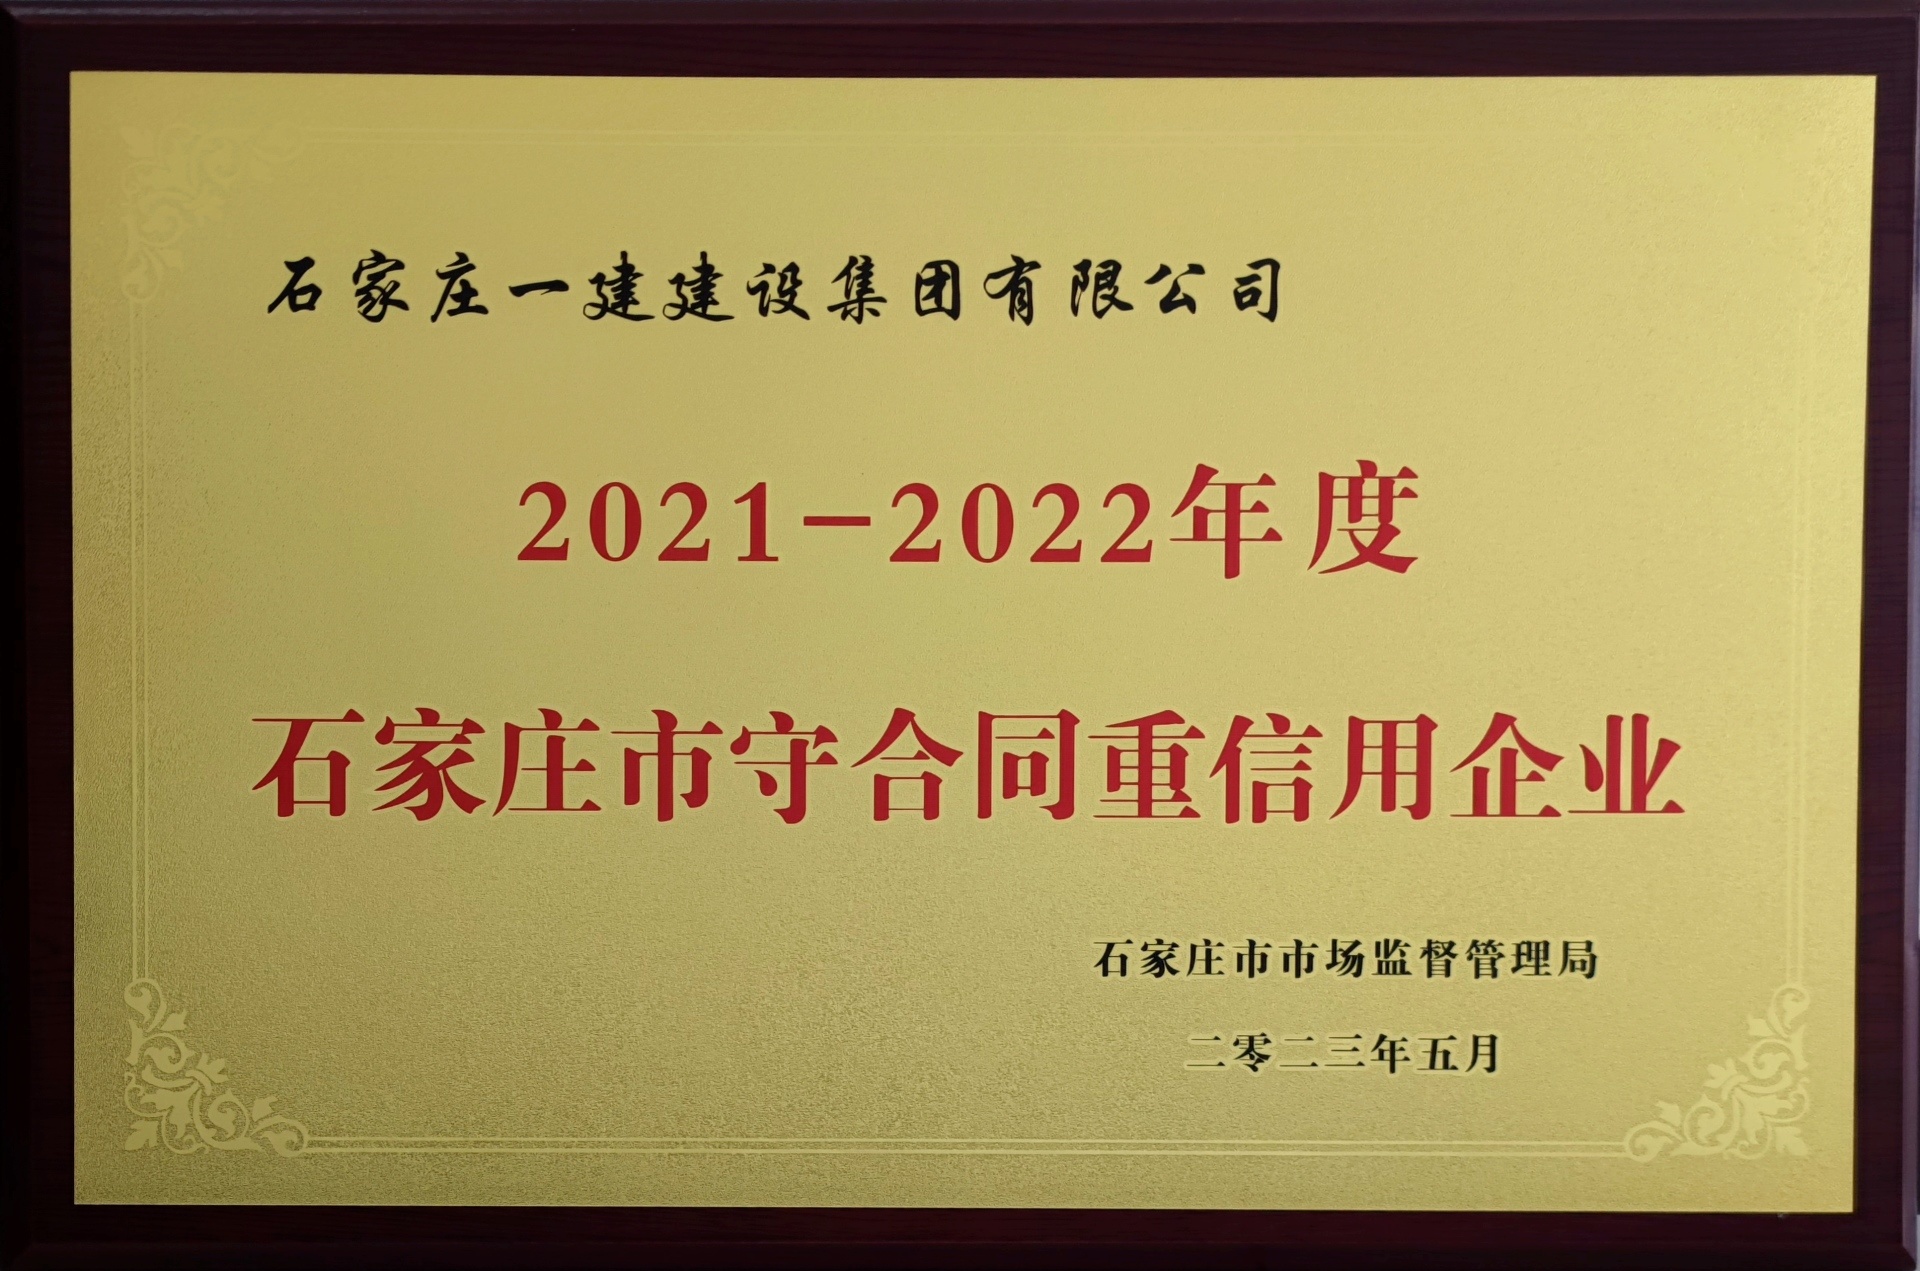 石家庄一建建设集团有限公司
2021-2022年度
石家庄市守合同重信用企业
石家庄市市场监督管理局
二零二三年五月